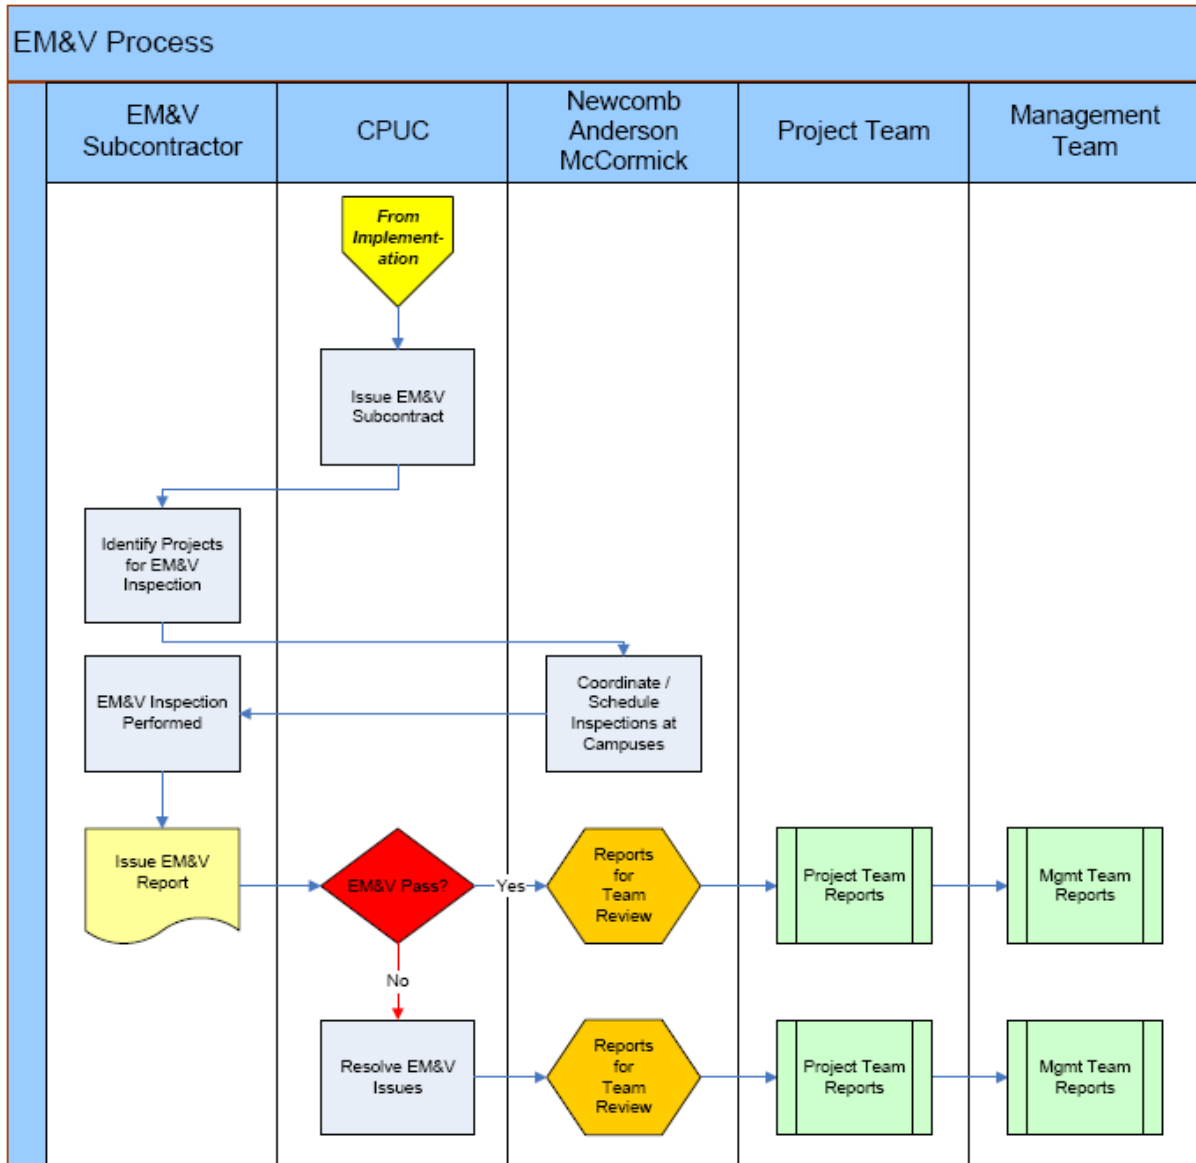 EM&V Process
EM&V
Subcontractor
CPUC
Newcomb
Anderson
McCormick
Project Team
Management
Team
From
Implement-
ation
Issue EM&V
Subcontract
Identify Projects
for EM&V
Inspection
EM&V Inspection
Performed
Coordinate /
Schedule
Inspections at
Campuses
Issue EM&V
Report
EM&V Pass?
Yes
Reports
for
Team
Review
Project Team
Reports
Mgmt Team
Reports
No
Resolve EM&V
Issues
Reports
for
Team
Review
Project Team
Reports
Mgmt Team
Reports